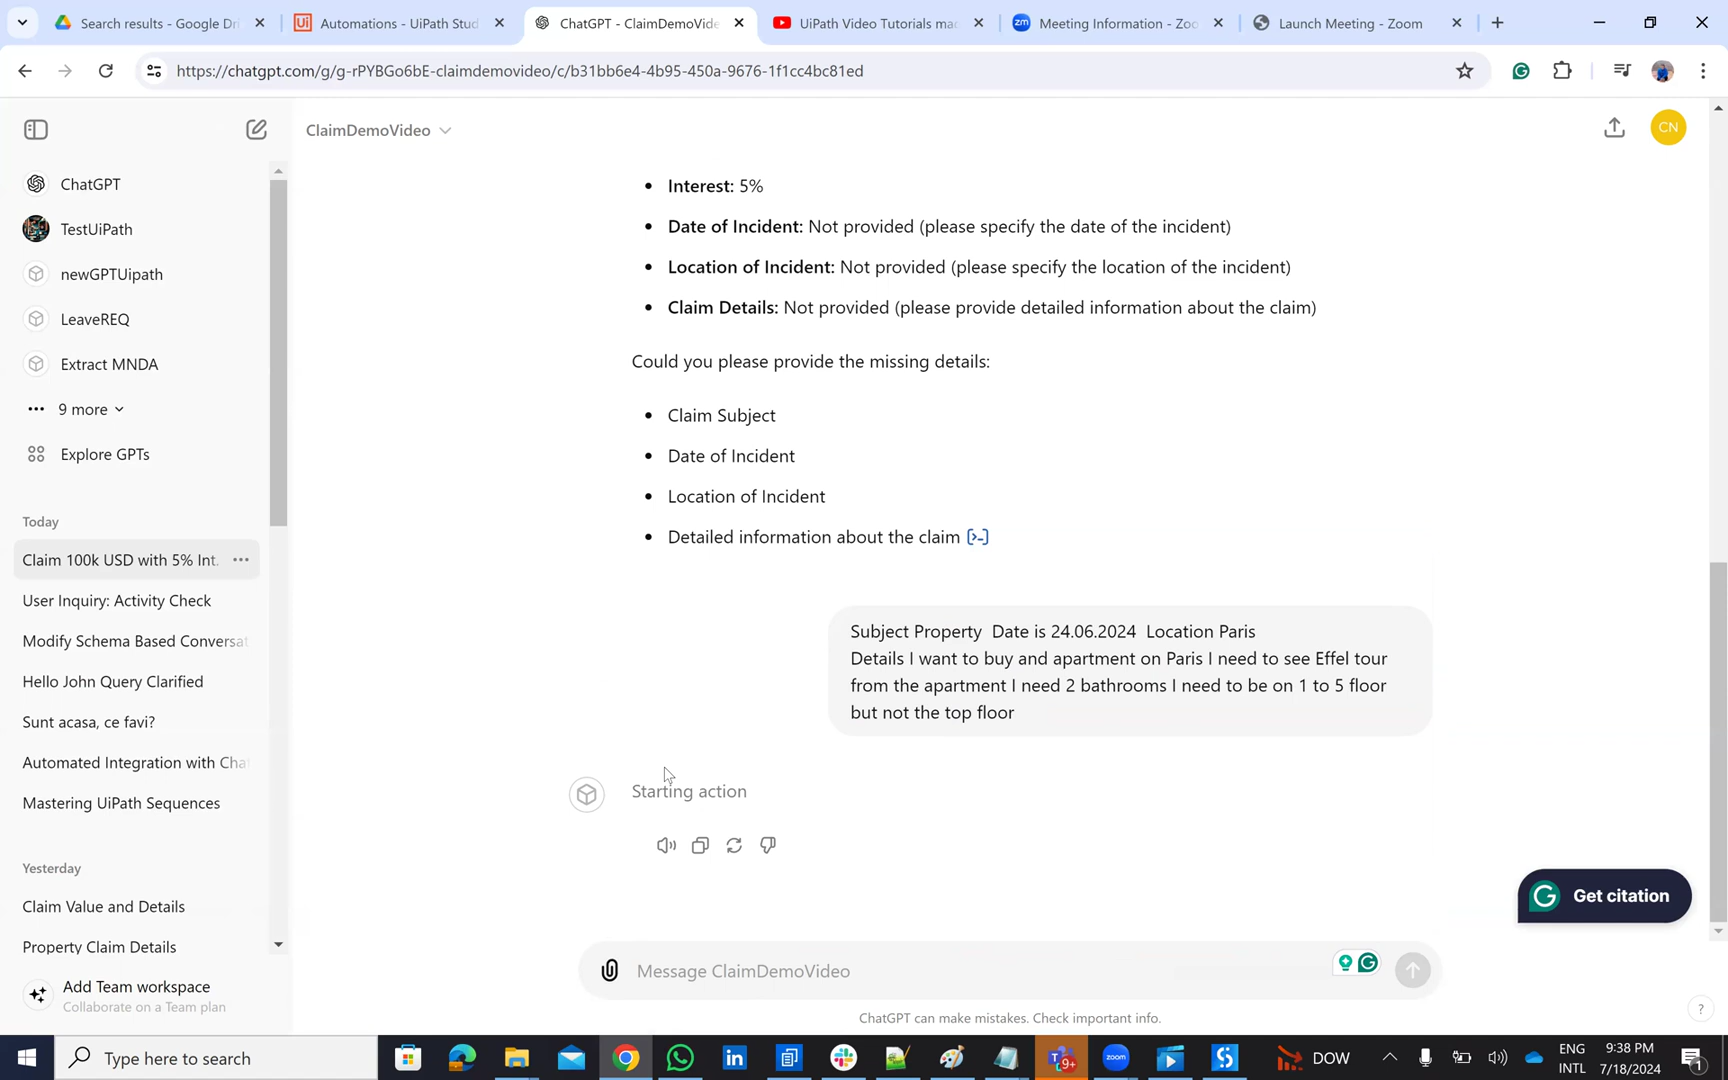 Search results - Google Dri
Automations - UiPath Stud
ChatGPT - ClaimDemoVide
UiPath Video Tutorials mad
Meeting Information - Zoo
Launch Meeting - Zoom
https://chatgpt.com/g/g-rPYBGo6bE-claimdemovideo/c/b31bb6e4-4b95-450a-9676-1f1cc4bc81ed
ClaimDemoVideo
CN
ChatGPT
TestUiPath
newGPTUipath
LeaveREQ
Extract MNDA
9 more
Explore GPTs
Today
Claim 100k USD with 5% Int.
User Inquiry: Activity Check
Modify Schema Based Conversat
Hello John Query Clarified
Sunt acasa, ce favi?
Automated Integration with Chat
Mastering UiPath Sequences
Yesterday
Claim Value and Details
Property Claim Details
Add Team workspace
Collaborate on a Team plan
• Interest: 5%
• Date of Incident: Not provided (please specify the date of the incident)
• Location of Incident: Not provided (please specify the location of the incident)
• Claim Details: Not provided (please provide detailed information about the claim)
Could you please provide the missing details:
• Claim Subject
• Date of Incident
• Location of Incident
• Detailed information about the claim
Subject Property Date is 24.06.2024 Location Paris
Details I want to buy and apartment on Paris I need to see Effel tour
from the apartment I need 2 bathrooms I need to be on 1 to 5 floor
but not the top floor
Starting action
Get citation
Message ClaimDemoVideo
ChatGPT can make mistakes. Check important info.
?
Type here to search
9+
zoom
DOW
ENG
INTL
9:38 PM
7/18/2024
1